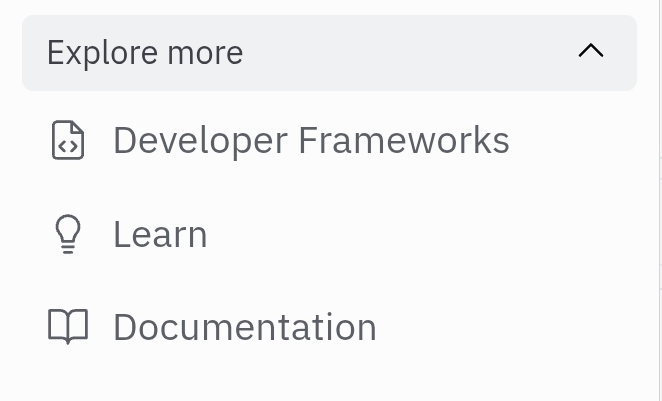 Explore more
Developer Frameworks
Learn
Documentation